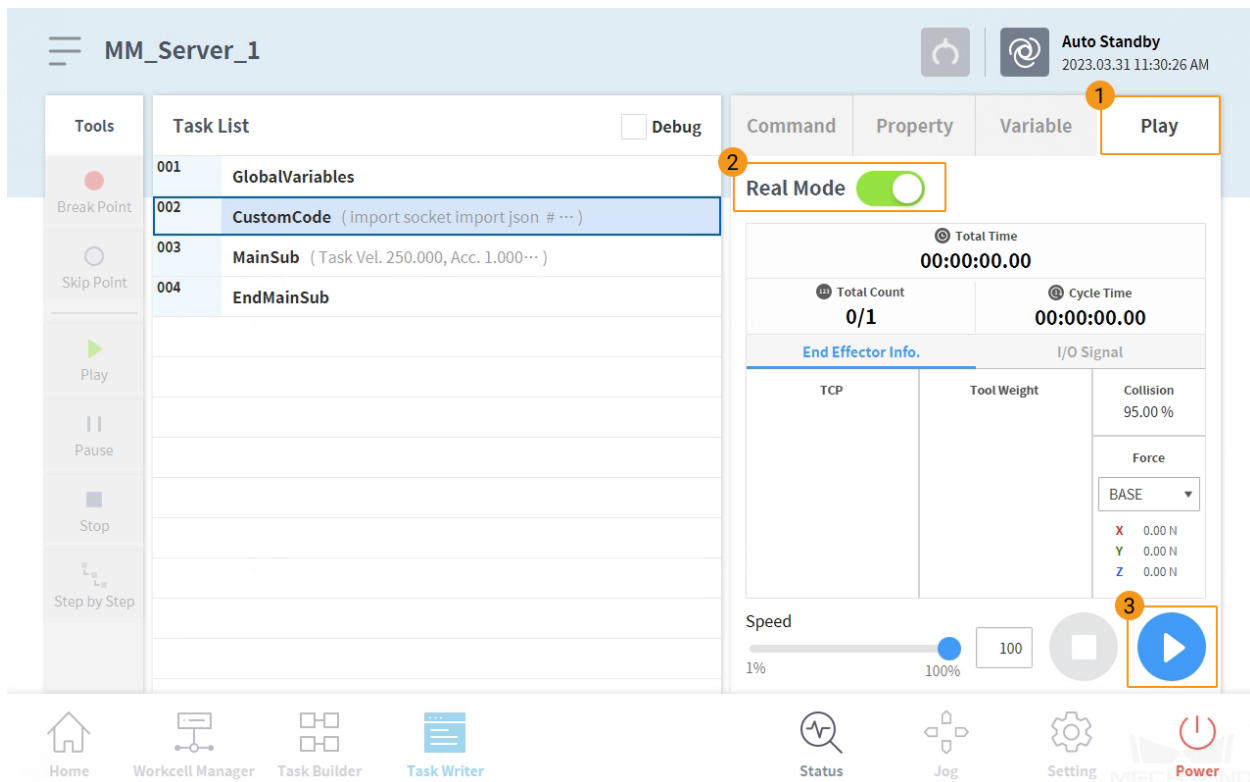 MM_Server_1
Auto Standby
2023.03.31 11:30:26 AM
Tools
Break Point
Skip Point
Play
Pause
Stop
Step by Step
Task List
Debug
001
GlobalVariables
002
CustomCode ( import socket import json # ··· )
003
MainSub ( Task Vel. 250.000, Acc. 1.000··· )
004
EndMainSub
1
Command Property Variable Play
2
Real Mode
Total Time
00:00:00.00
123 Total Count
0/1
Cycle Time
00:00:00.00
End Effector Info. I/O Signal
TCP
Tool Weight
Collision
95.00 %
Force
BASE
X 0.00 N
Y 0.00 N
Z 0.00 N
Speed
1%
100%
100
3
Home Workcell Manager Task Builder Task Writer Status Jog Setting Power